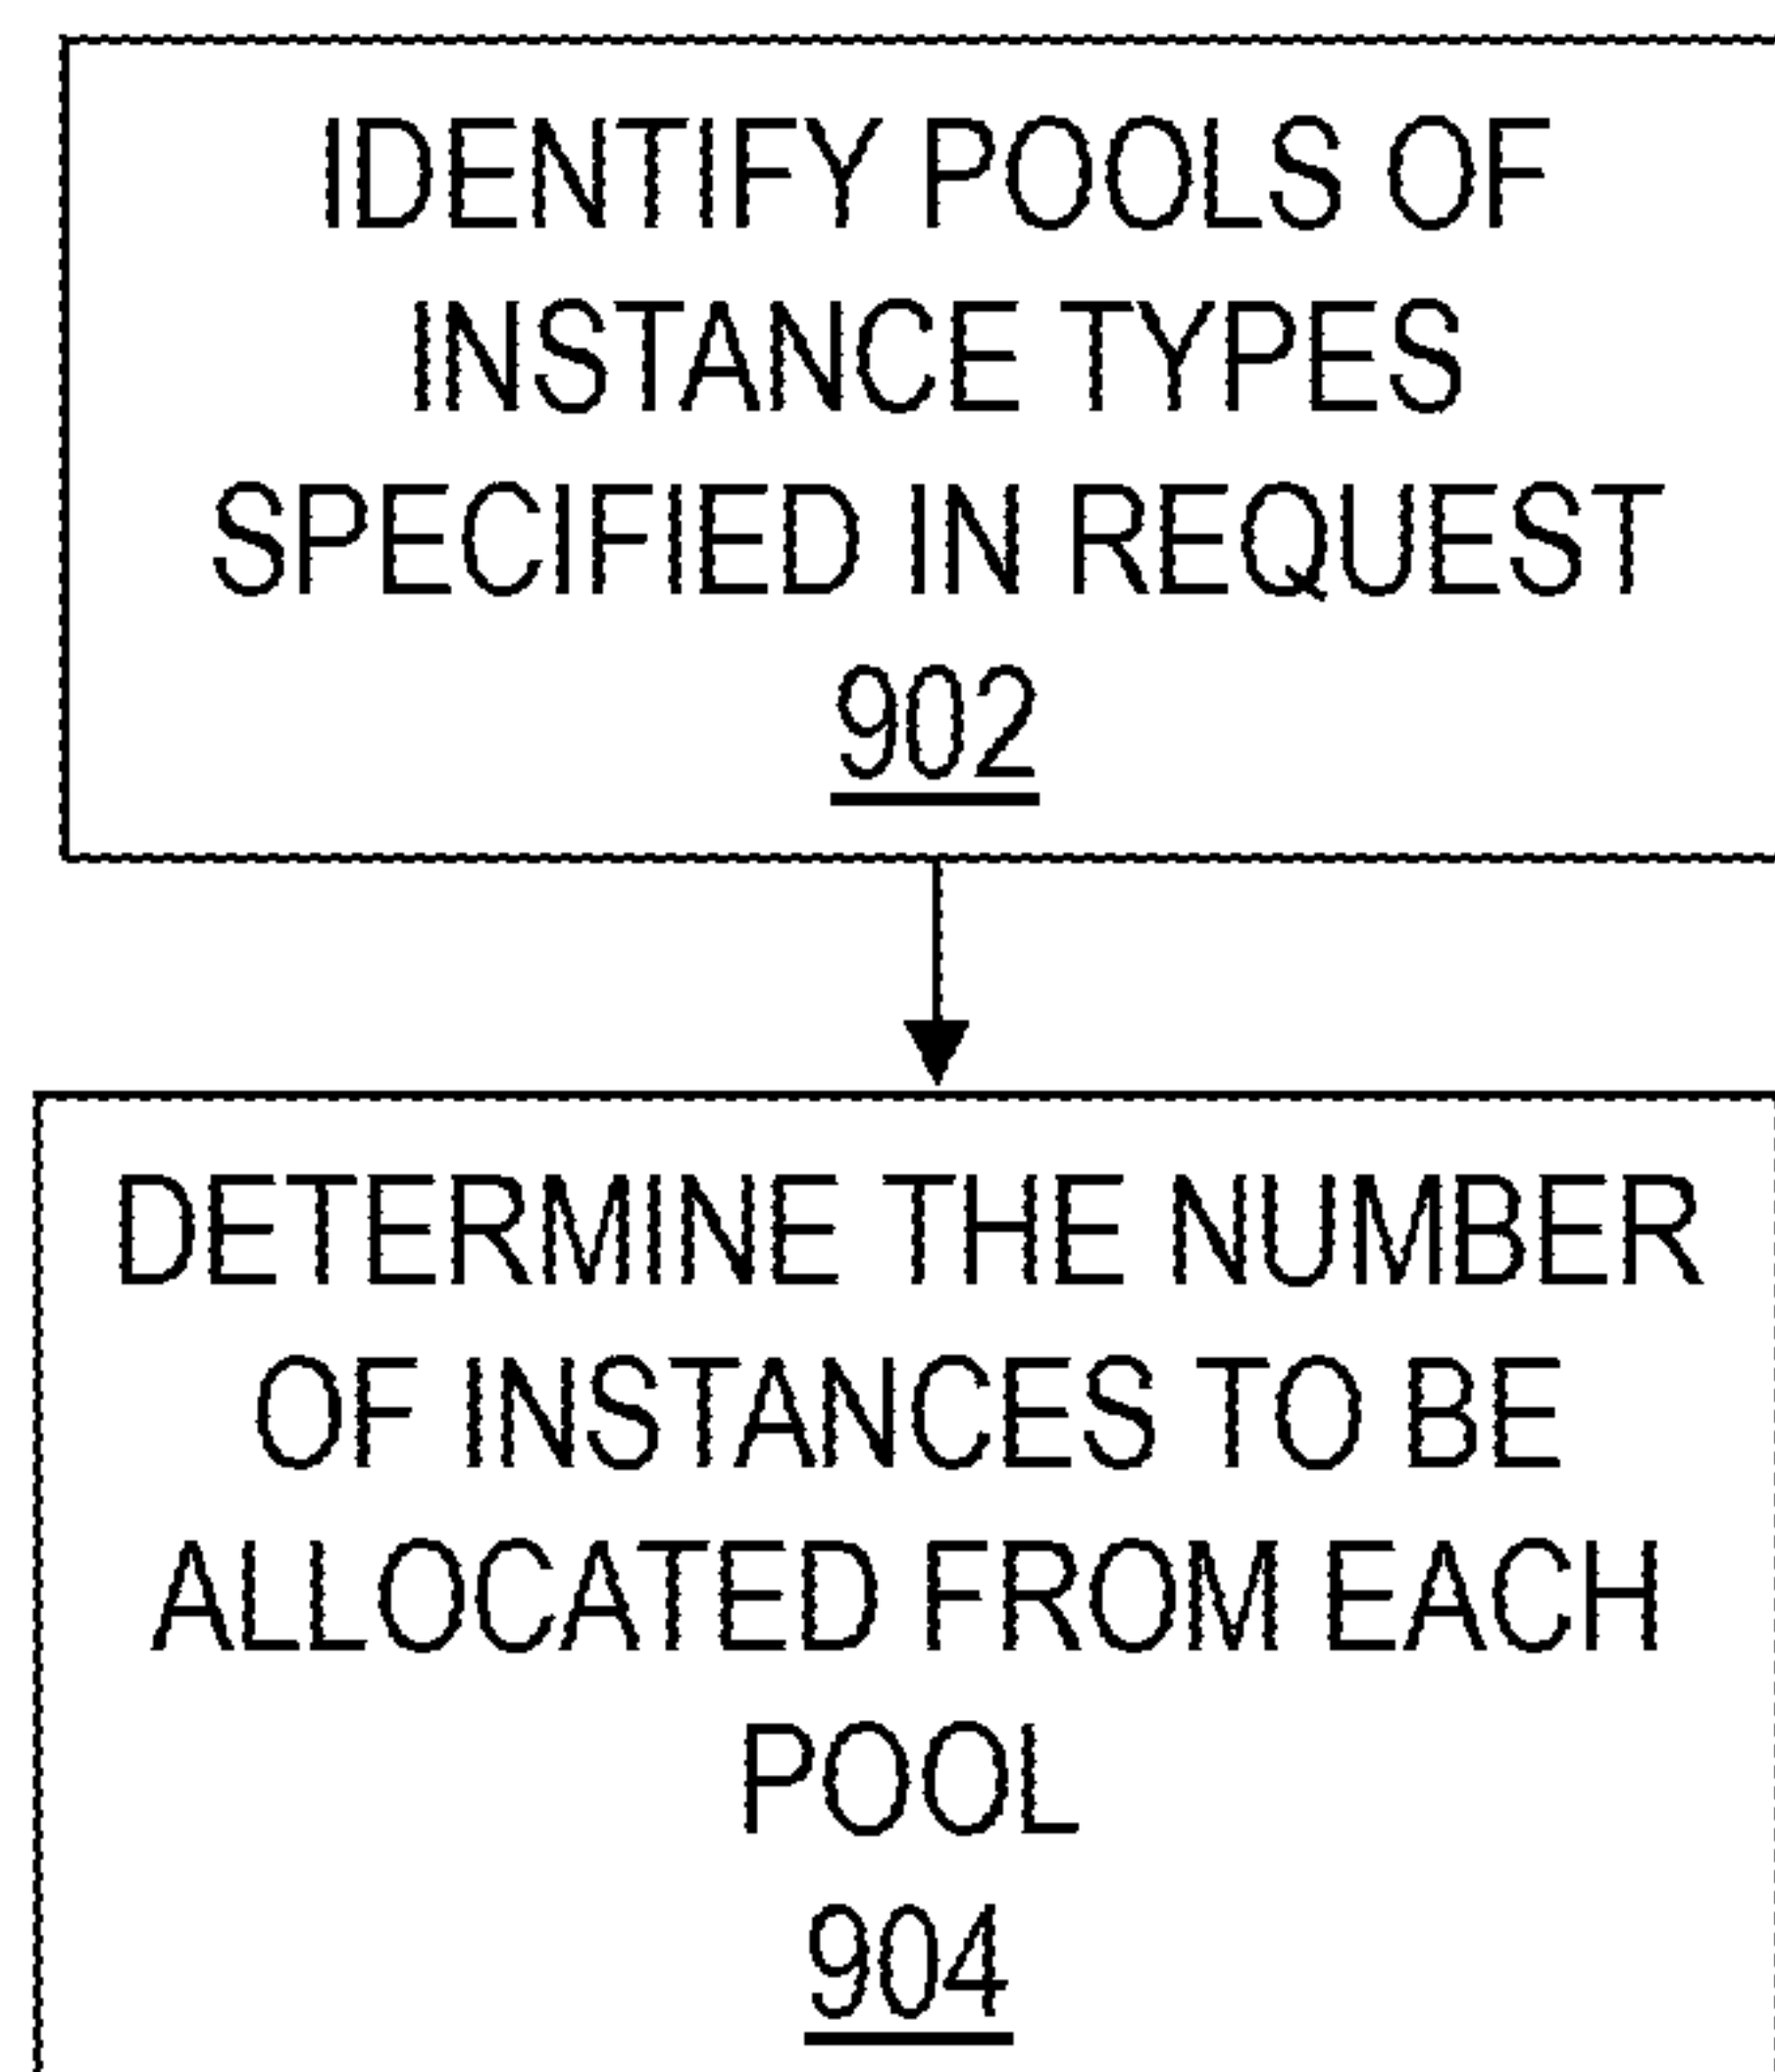 IDENTIFY POOLS OF
INSTANCE TYPES
SPECIFIED IN REQUEST
902
DETERMINE THE NUMBER
OF INSTANCES TO BE
ALLOCATED FROM EACH
POOL
904